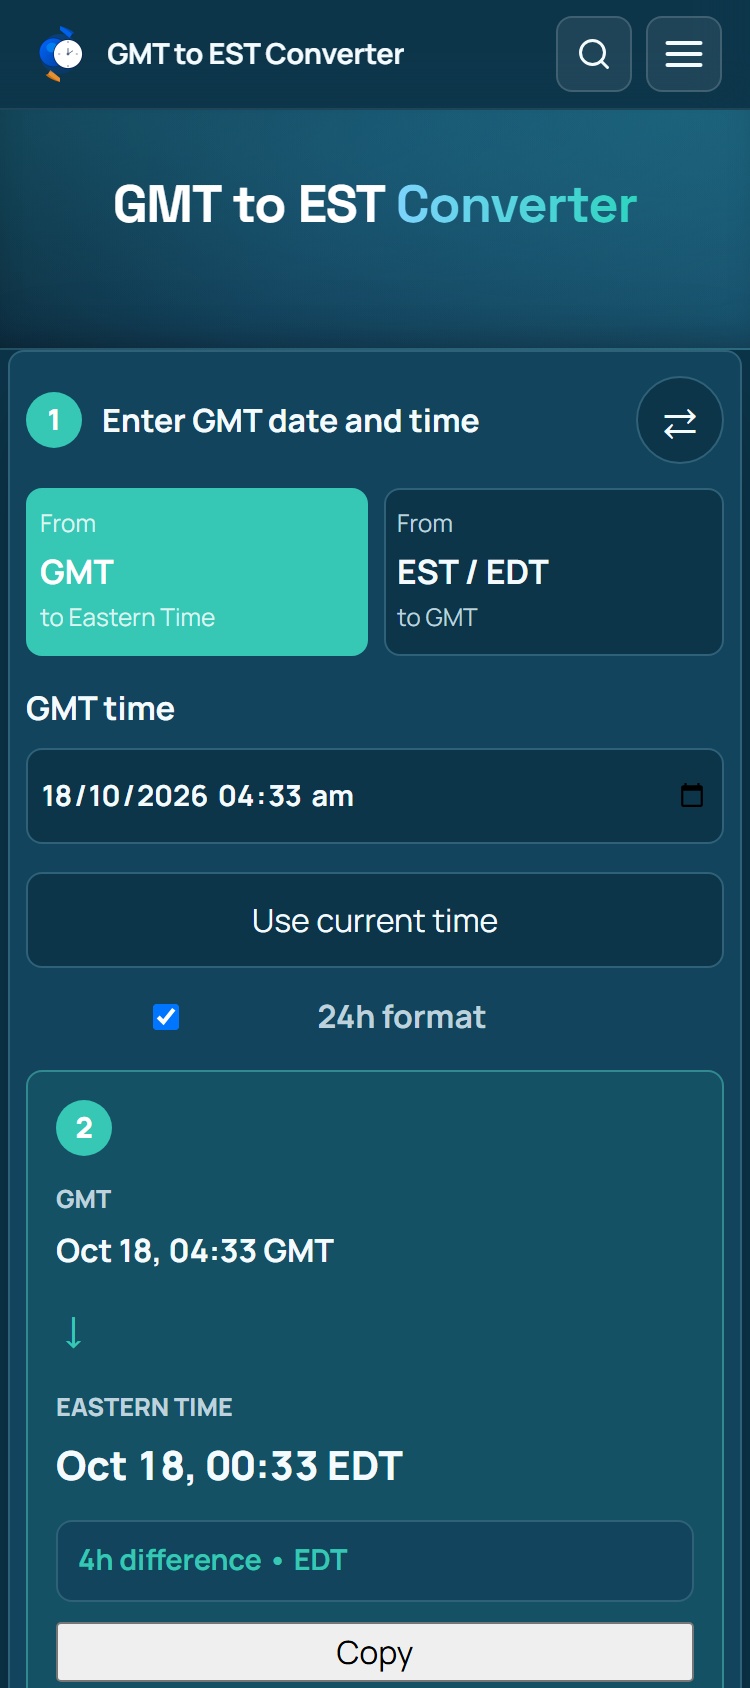 GMT to EST Converter
GMT to EST Converter
1 Enter GMT date and time
From
GMT
to Eastern Time
From
EST / EDT
to GMT
GMT time
18/10/2026 04:33 am
Use current time
24h format
2
GMT
Oct 18, 04:33 GMT
↓
EASTERN TIME
Oct 18, 00:33 EDT
4h difference • EDT
Copy